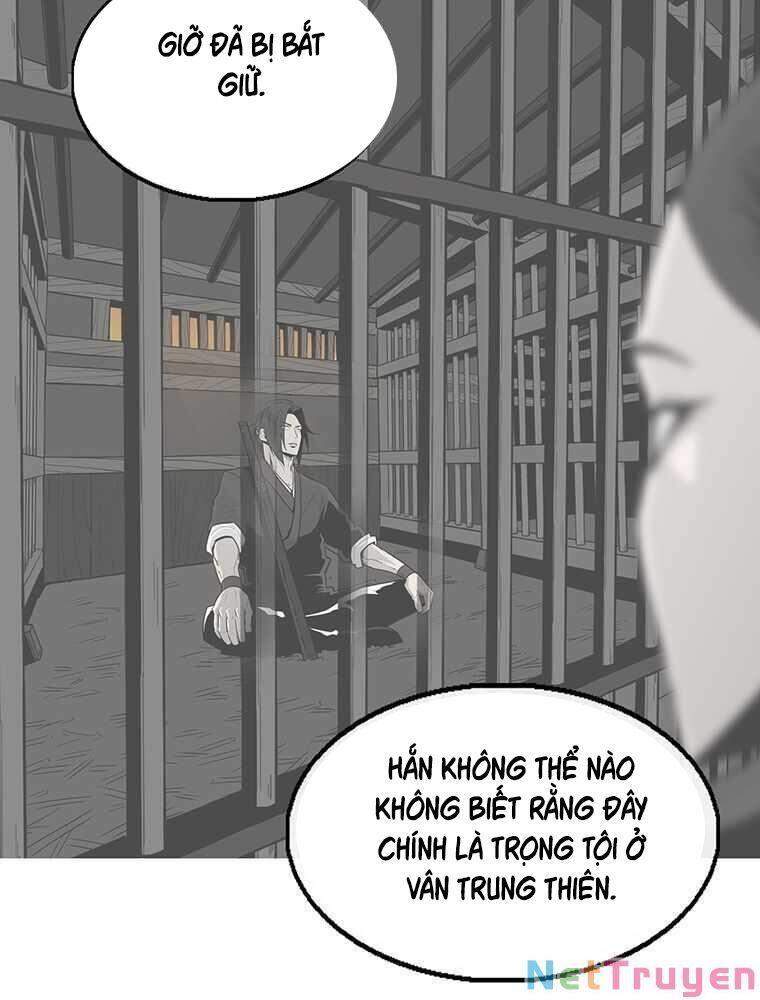 GIỜ ĐÃ BỊ BẮT
GIỮ.
HẮN KHÔNG THỂ NÀO
KHÔNG BIẾT RẰNG ĐÂY
CHÍNH LÀ TRỌNG TỘI Ở
VÂN TRUNG THIÊN.
NetTruyen